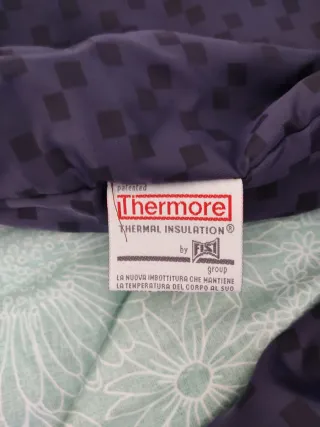 patented
Thermore
THERMAL INSULATION®
by FISI
group
LA NUOVA IMBOTTITURA CHE MANTIENE
LA TEMPERATURA DEL CORPO AL SUO